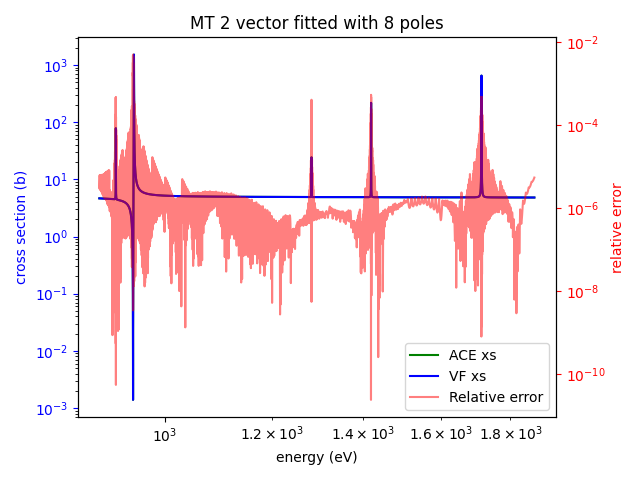 MT 2 vector fitted with 8 poles
10³
10²
10¹
10⁰
10⁻¹
10⁻²
10⁻³
cross section (b)
10⁻²
10⁻⁴
10⁻⁶
10⁻⁸
10⁻¹⁰
relative error
ACE xs
VF xs
Relative error
10³ 1.2 × 10³ 1.4 × 10³ 1.6 × 10³ 1.8 × 10³
energy (eV)